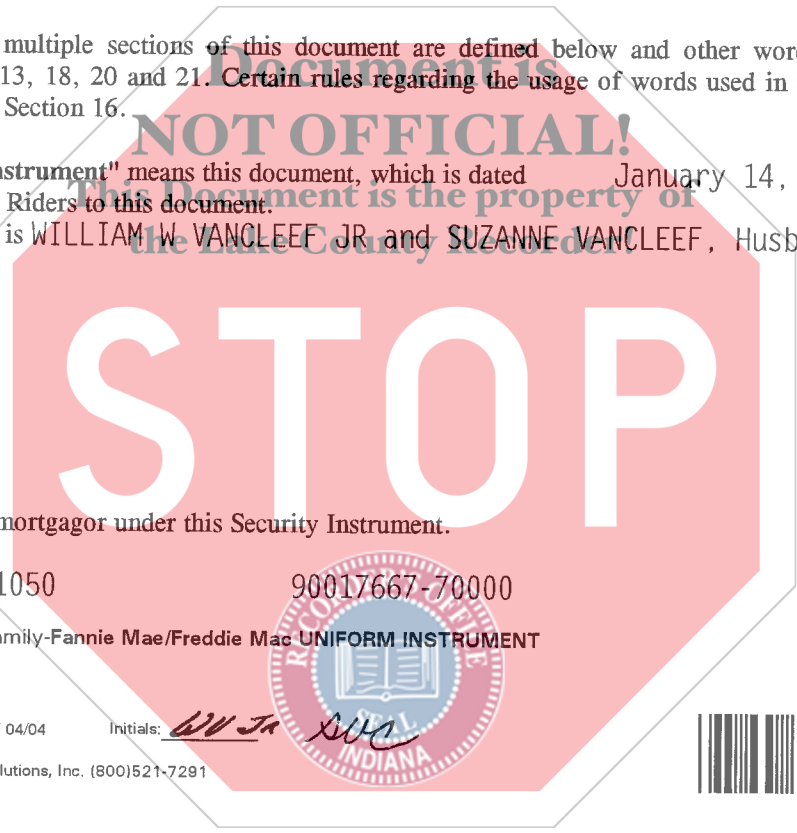 multiple sections of this document are defined below and other wor
Document is
13, 18, 20 and 21. Certain rules regarding the usage of words used in
Section 16.
NOT OFFICIAL!
nstrument" means this document, which is dated January 14,
This Document is the property of
Riders to this document.
is WILLIAM W VANCLEEF JR and SUZANNE VANCLEEF, Husb
the Lake County Recorder!
STOP
mortgagor under this Security Instrument.
1050 90017667-70000
RECORDER'S OFFICE
amily-Fannie Mae/Freddie Mac UNIFORM INSTRUMENT
04/04 Initials: WV JR SVC
SEAL
INDIANA
lutions, Inc. (800)521-7291